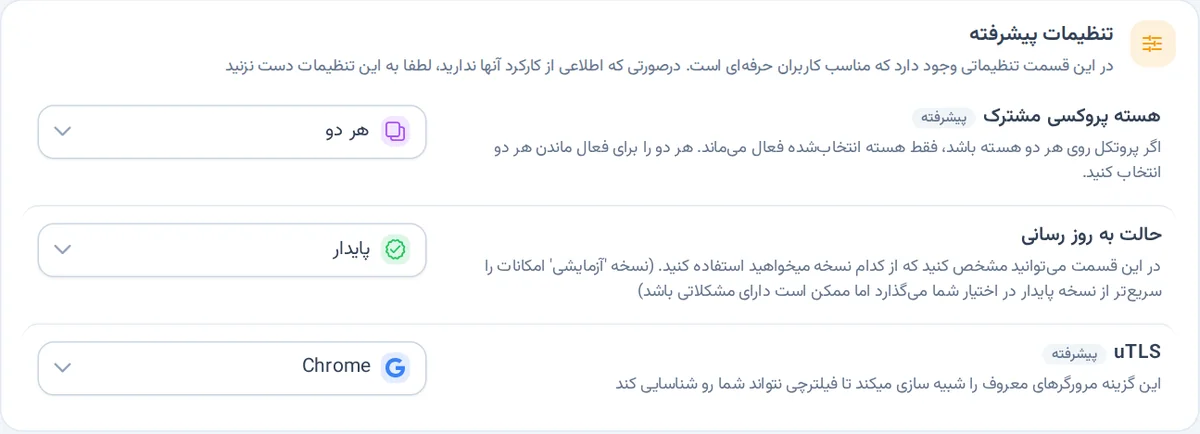 تنظیمات پیشرفته
در این قسمت تنظیماتی وجود دارد که مناسب کاربران حرفه‌ای است. درصورتی که اطلاعی از کارکرد آنها ندارید، لطفا به این تنظیمات دست نزنید
هسته پروکسی مشترک پیشرفته
اگر پروتکل روی هر دو هسته باشد، فقط هسته انتخاب‌شده فعال می‌ماند. هر دو را برای فعال ماندن هر دو
انتخاب کنید.
هر دو
حالت به روز رسانی
در این قسمت می‌توانید مشخص کنید که از کدام نسخه میخواهید استفاده کنید. (نسخه 'آزمایشی' امکانات را
سریع‌تر از نسخه پایدار در اختیار شما می‌گذارد اما ممکن است دارای مشکلاتی باشد)
پایدار
uTLS پیشرفته
این گزینه مرورگرهای معروف را شبیه سازی میکند تا فیلترچی نتواند شما رو شناسایی کند
Chrome